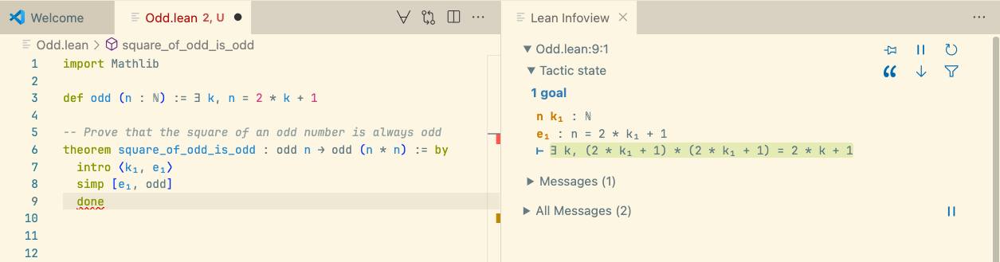 Welcome
Odd.lean 2, U
Lean Infoview
Odd.lean > square_of_odd_is_odd
1 import Mathlib
2
3 def odd (n : ℕ) := ∃ k, n = 2 * k + 1
4
5 -- Prove that the square of an odd number is always odd
6 theorem square_of_odd_is_odd : odd n → odd (n * n) := by
7 intro ⟨k₁, e₁⟩
8 simp [e₁, odd]
9 done
10
11
12
Odd.lean:9:1
Tactic state
1 goal
n k₁ : ℕ
e₁ : n = 2 * k₁ + 1
⊢ ∃ k, (2 * k₁ + 1) * (2 * k₁ + 1) = 2 * k + 1
Messages (1)
All Messages (2)